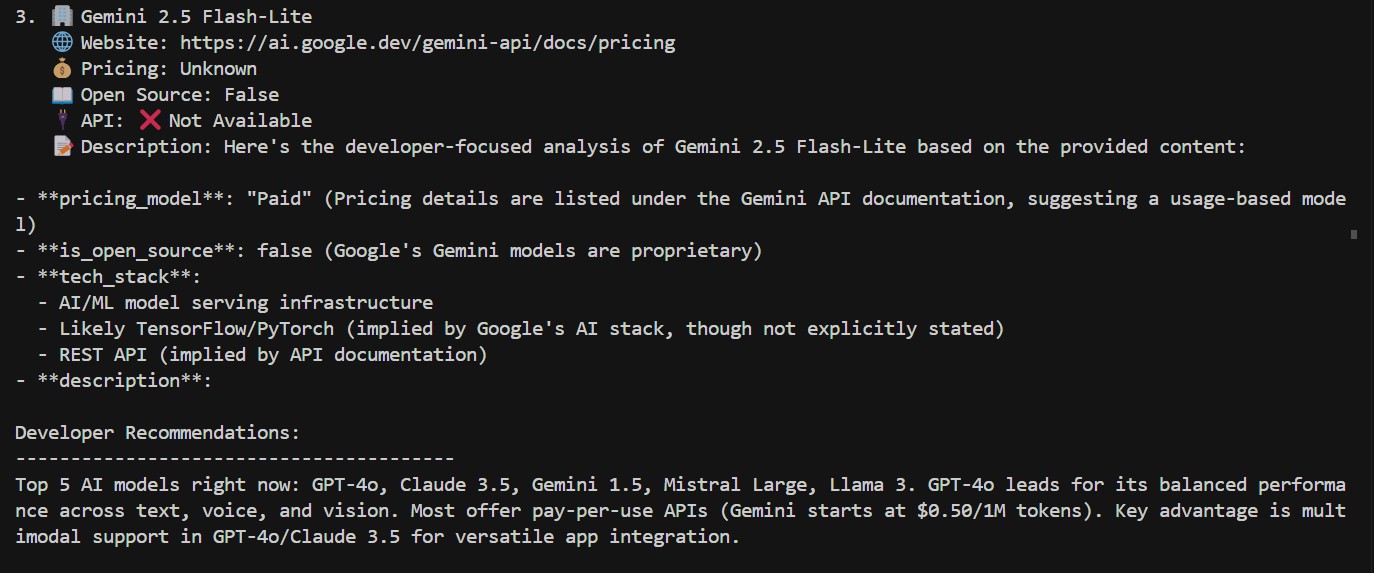 3. 🏢 Gemini 2.5 Flash-Lite
🌐 Website: https://ai.google.dev/gemini-api/docs/pricing
💰 Pricing: Unknown
📖 Open Source: False
🔌 API: ❌ Not Available
📝 Description: Here's the developer-focused analysis of Gemini 2.5 Flash-Lite based on the provided content:
- **pricing_model**: "Paid" (Pricing details are listed under the Gemini API documentation, suggesting a usage-based mode
l)
- **is_open_source**: false (Google's Gemini models are proprietary)
- **tech_stack**:
- AI/ML model serving infrastructure
- Likely TensorFlow/PyTorch (implied by Google's AI stack, though not explicitly stated)
- REST API (implied by API documentation)
- **description**:
Developer Recommendations:
----------------------------------------
Top 5 AI models right now: GPT-4o, Claude 3.5, Gemini 1.5, Mistral Large, Llama 3. GPT-4o leads for its balanced performa
nce across text, voice, and vision. Most offer pay-per-use APIs (Gemini starts at $0.50/1M tokens). Key advantage is mult
imodal support in GPT-4o/Claude 3.5 for versatile app integration.